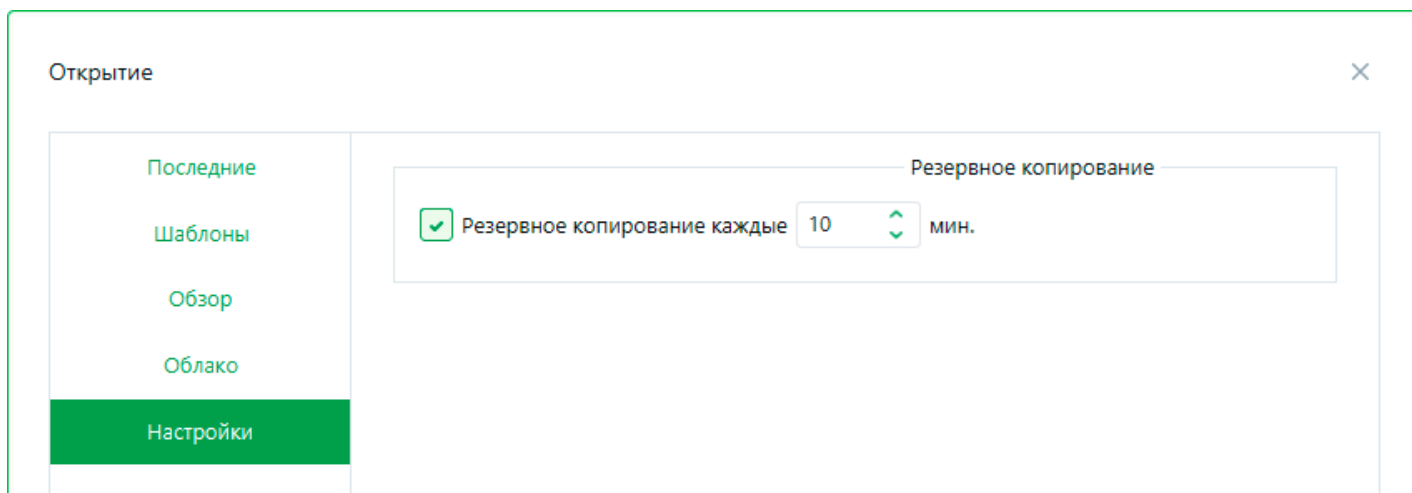 Открытие
Последние
Шаблоны
Обзор
Облако
Настройки
Резервное копирование
Резервное копирование каждые 10 мин.